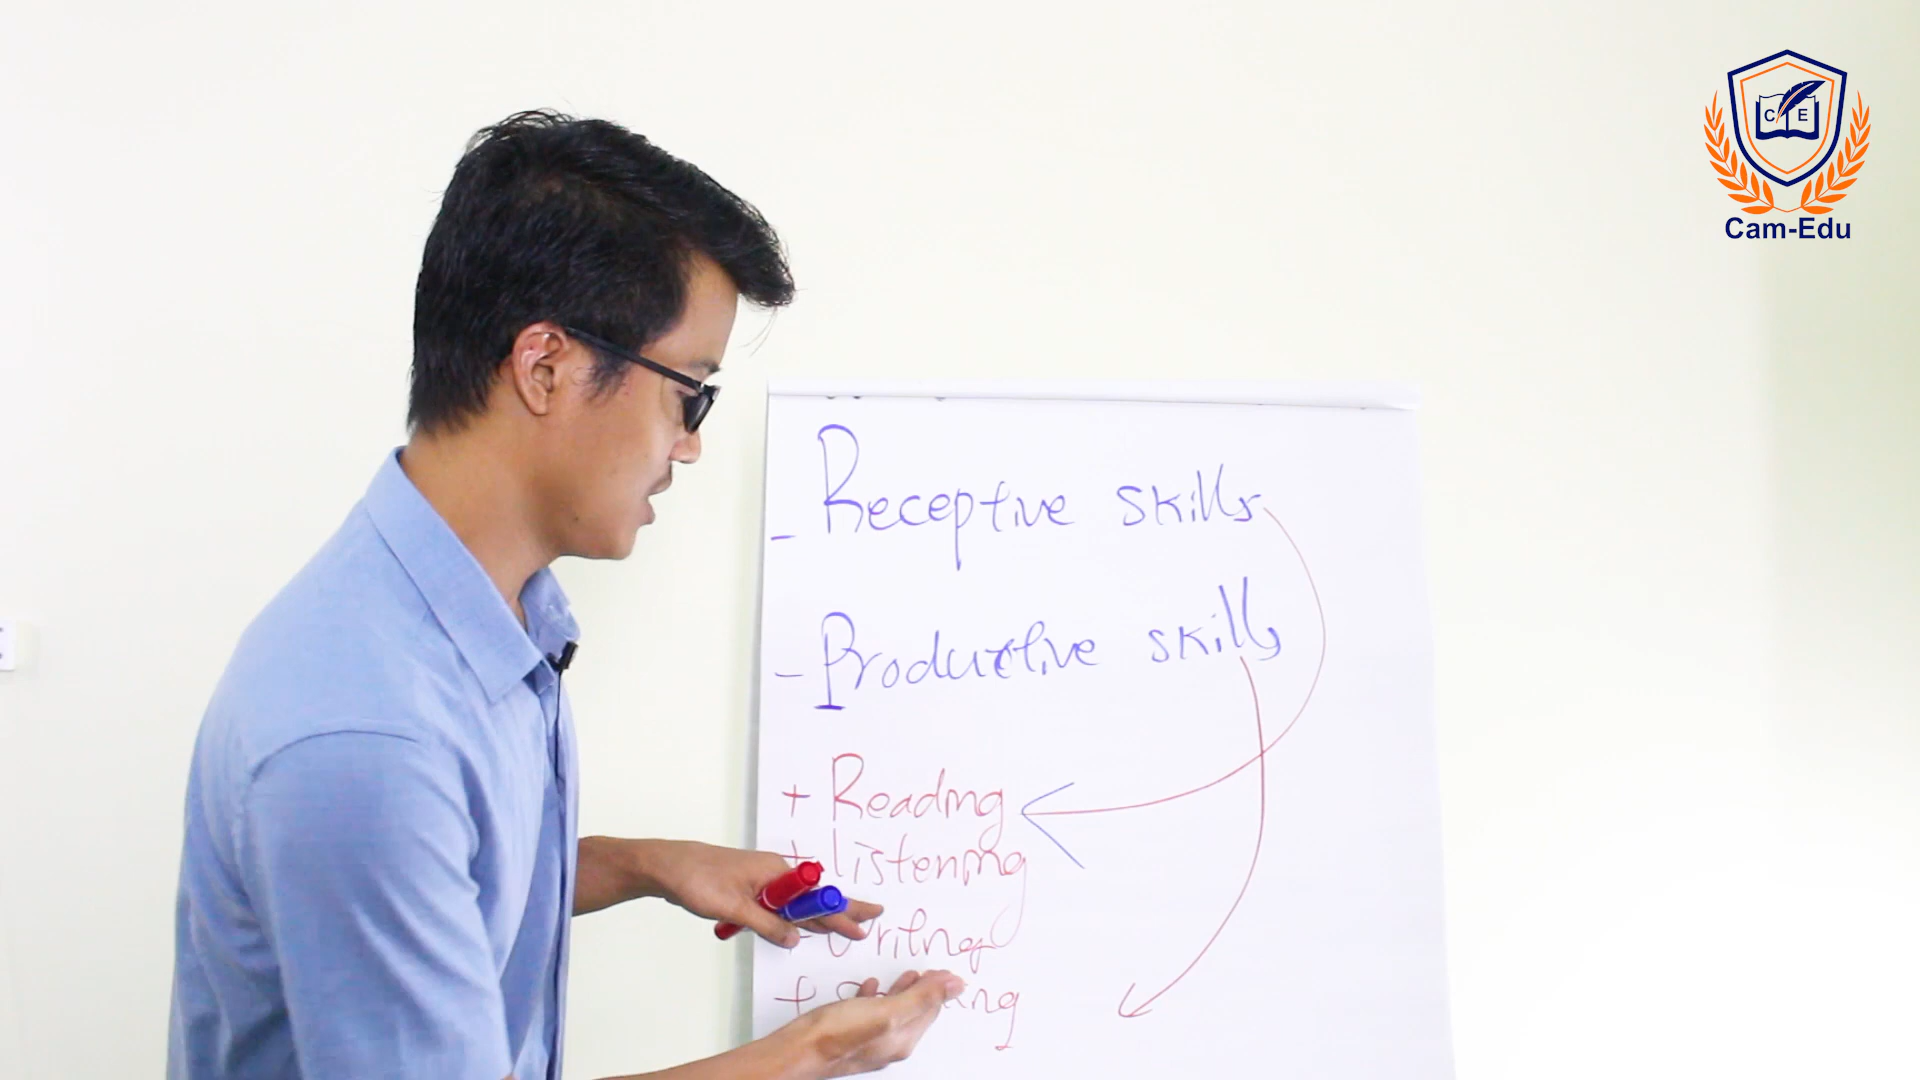 C E
Cam-Edu
- Receptive skills
- Productive skills
+ Reading
+ listening